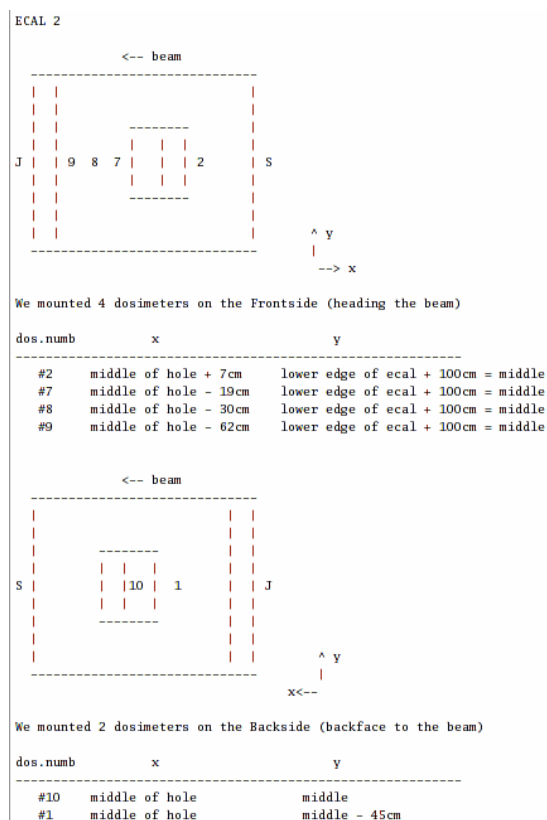 ECAL 2
<-- beam
J 9 8 7 2 S
^ y
--> x
We mounted 4 dosimeters on the Frontside (heading the beam)
dos.numb x y
#2 middle of hole + 7cm lower edge of ecal + 100cm = middle
#7 middle of hole - 19cm lower edge of ecal + 100cm = middle
#8 middle of hole - 30cm lower edge of ecal + 100cm = middle
#9 middle of hole - 62cm lower edge of ecal + 100cm = middle
<-- beam
S 10 1 J
^ y
x<--
We mounted 2 dosimeters on the Backside (backface to the beam)
dos.numb x y
#10 middle of hole middle
#1 middle of hole middle - 45cm